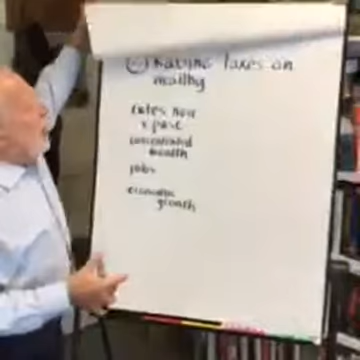 Raising Taxes on
wealthy
rates now
& past
concentrated
wealth
jobs
economic
growth